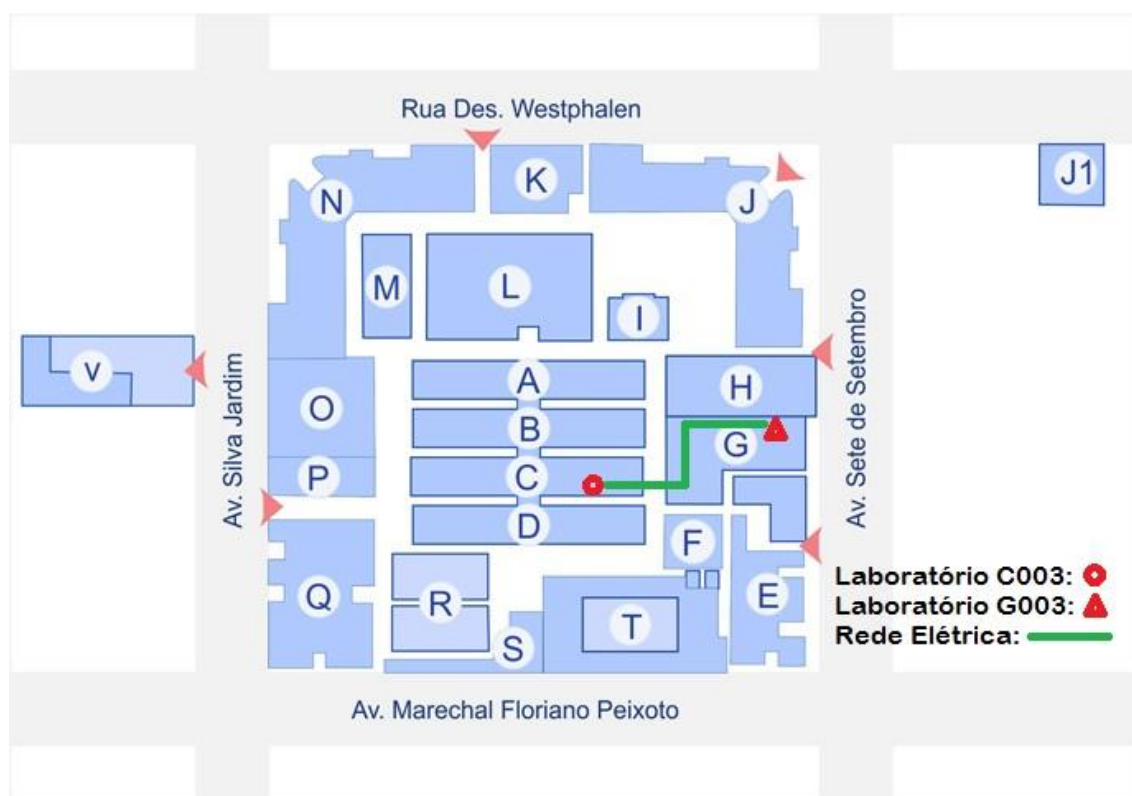 Rua Des. Westphalen
K
J1
N
J
M
L
I
Av. Silva Jardim
Av. Sete de Setembro
V
A
H
O
B
G
P
C
D
F
Q
R
E
S
T
Laboratório C003:
Laboratório G003:
Rede Elétrica:
Av. Marechal Floriano Peixoto